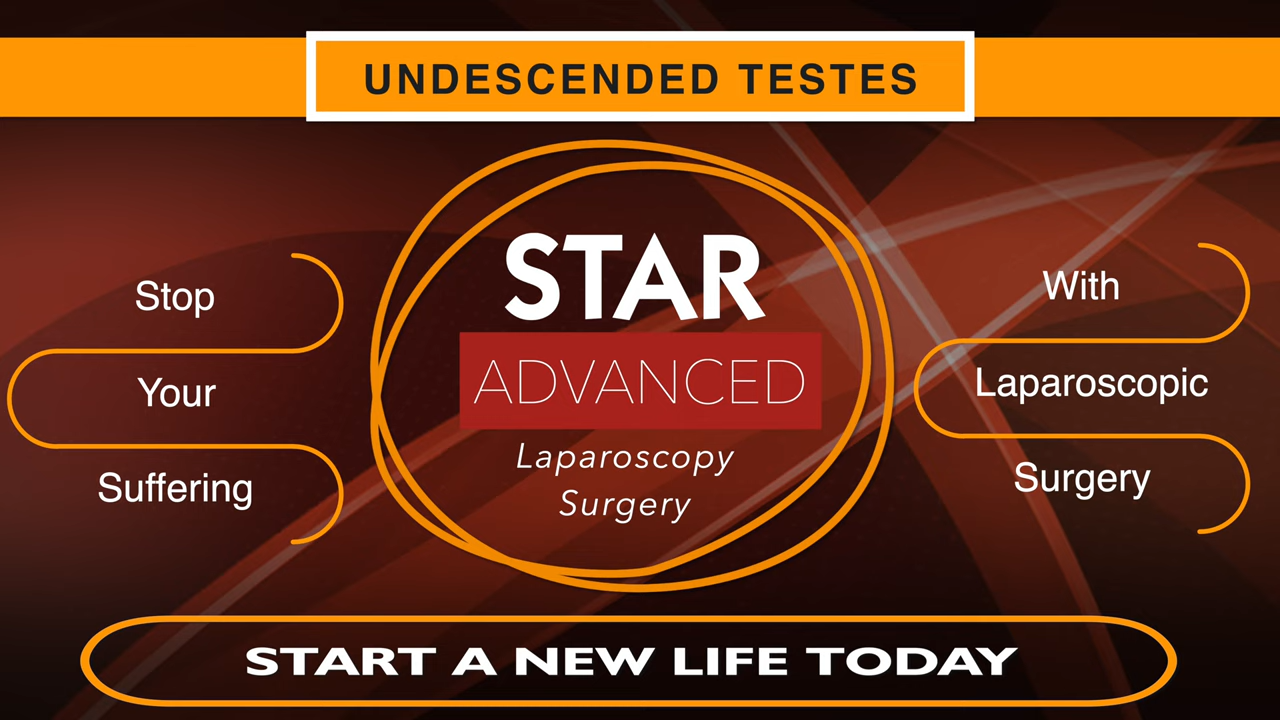 UNDESCENDED TESTES
Stop
Your
Suffering
STAR
ADVANCED
Laparoscopy
Surgery
With
Laparoscopic
Surgery
START A NEW LIFE TODAY